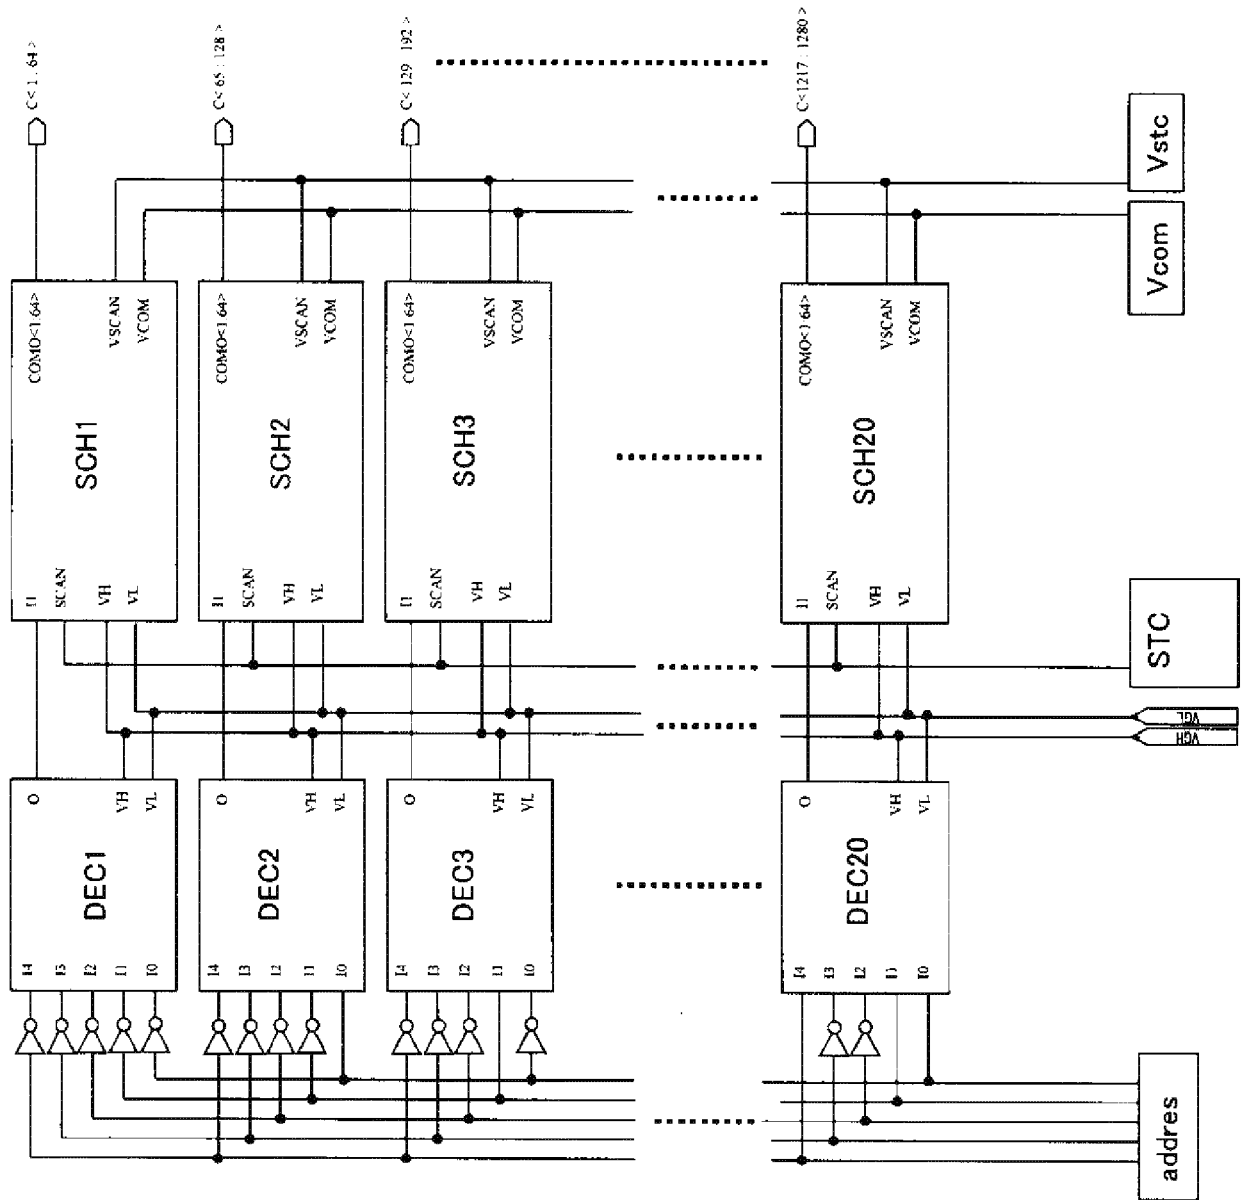 C< 1 : 64 >
C< 65 : 128 >
C< 129 192 >
C<1217 : 1280 >
Vstc
Vcom
COMO<1 64>
VSCAN
VCOM
SCH1
I1
SCAN
VH
VL
COMO<1 64>
VSCAN
VCOM
SCH2
I1
SCAN
VH
VL
COMO<1 64>
VSCAN
VCOM
SCH3
I1
SCAN
VH
VL
COMO<1 64>
VSCAN
VCOM
SCH20
I1
SCAN
VH
VL
STC
VGL
VGH
O
VH
VL
DEC1
I4
I3
I2
I1
I0
O
VH
VL
DEC2
I4
I3
I2
I1
I0
O
VH
VL
DEC3
I4
I3
I2
I1
I0
O
VH
VL
DEC20
I4
I3
I2
I1
I0
addres